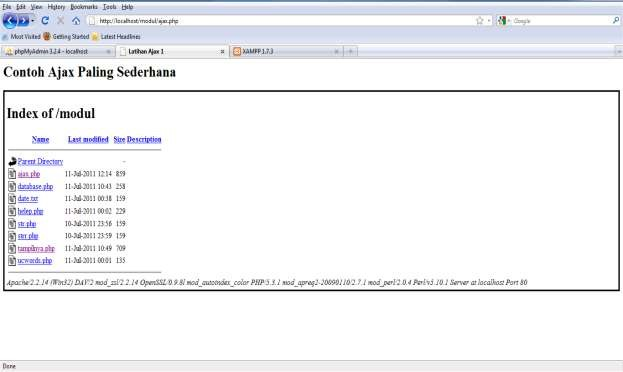 File Edit View History Bookmarks Tools Help
http://localhost/modul/ajax.php
Google
Most Visited Getting Started Latest Headlines
phpMyAdmin 3.2.4 - localhost Latihan Ajax 1 XAMPP 1.7.3
Contoh Ajax Paling Sederhana
Index of /modul
Name Last modified Size Description
Parent Directory -
ajax.php 11-Jul-2011 12:14 859
database.php 11-Jul-2011 10:43 258
date.txt 11-Jul-2011 00:38 159
helep.php 11-Jul-2011 00:02 229
str.php 10-Jul-2011 23:56 159
strr.php 10-Jul-2011 23:59 159
tampilnya.php 11-Jul-2011 10:49 709
ucwords.php 11-Jul-2011 00:01 135
Apache/2.2.14 (Win32) DAV/2 mod_ssl/2.2.14 OpenSSL/0.9.8l mod_autoindex_color PHP/5.3.1 mod_apreq2-20090110/2.7.1 mod_perl/2.0.4 Perl/v5.10.1 Server at localhost Port 80
Done